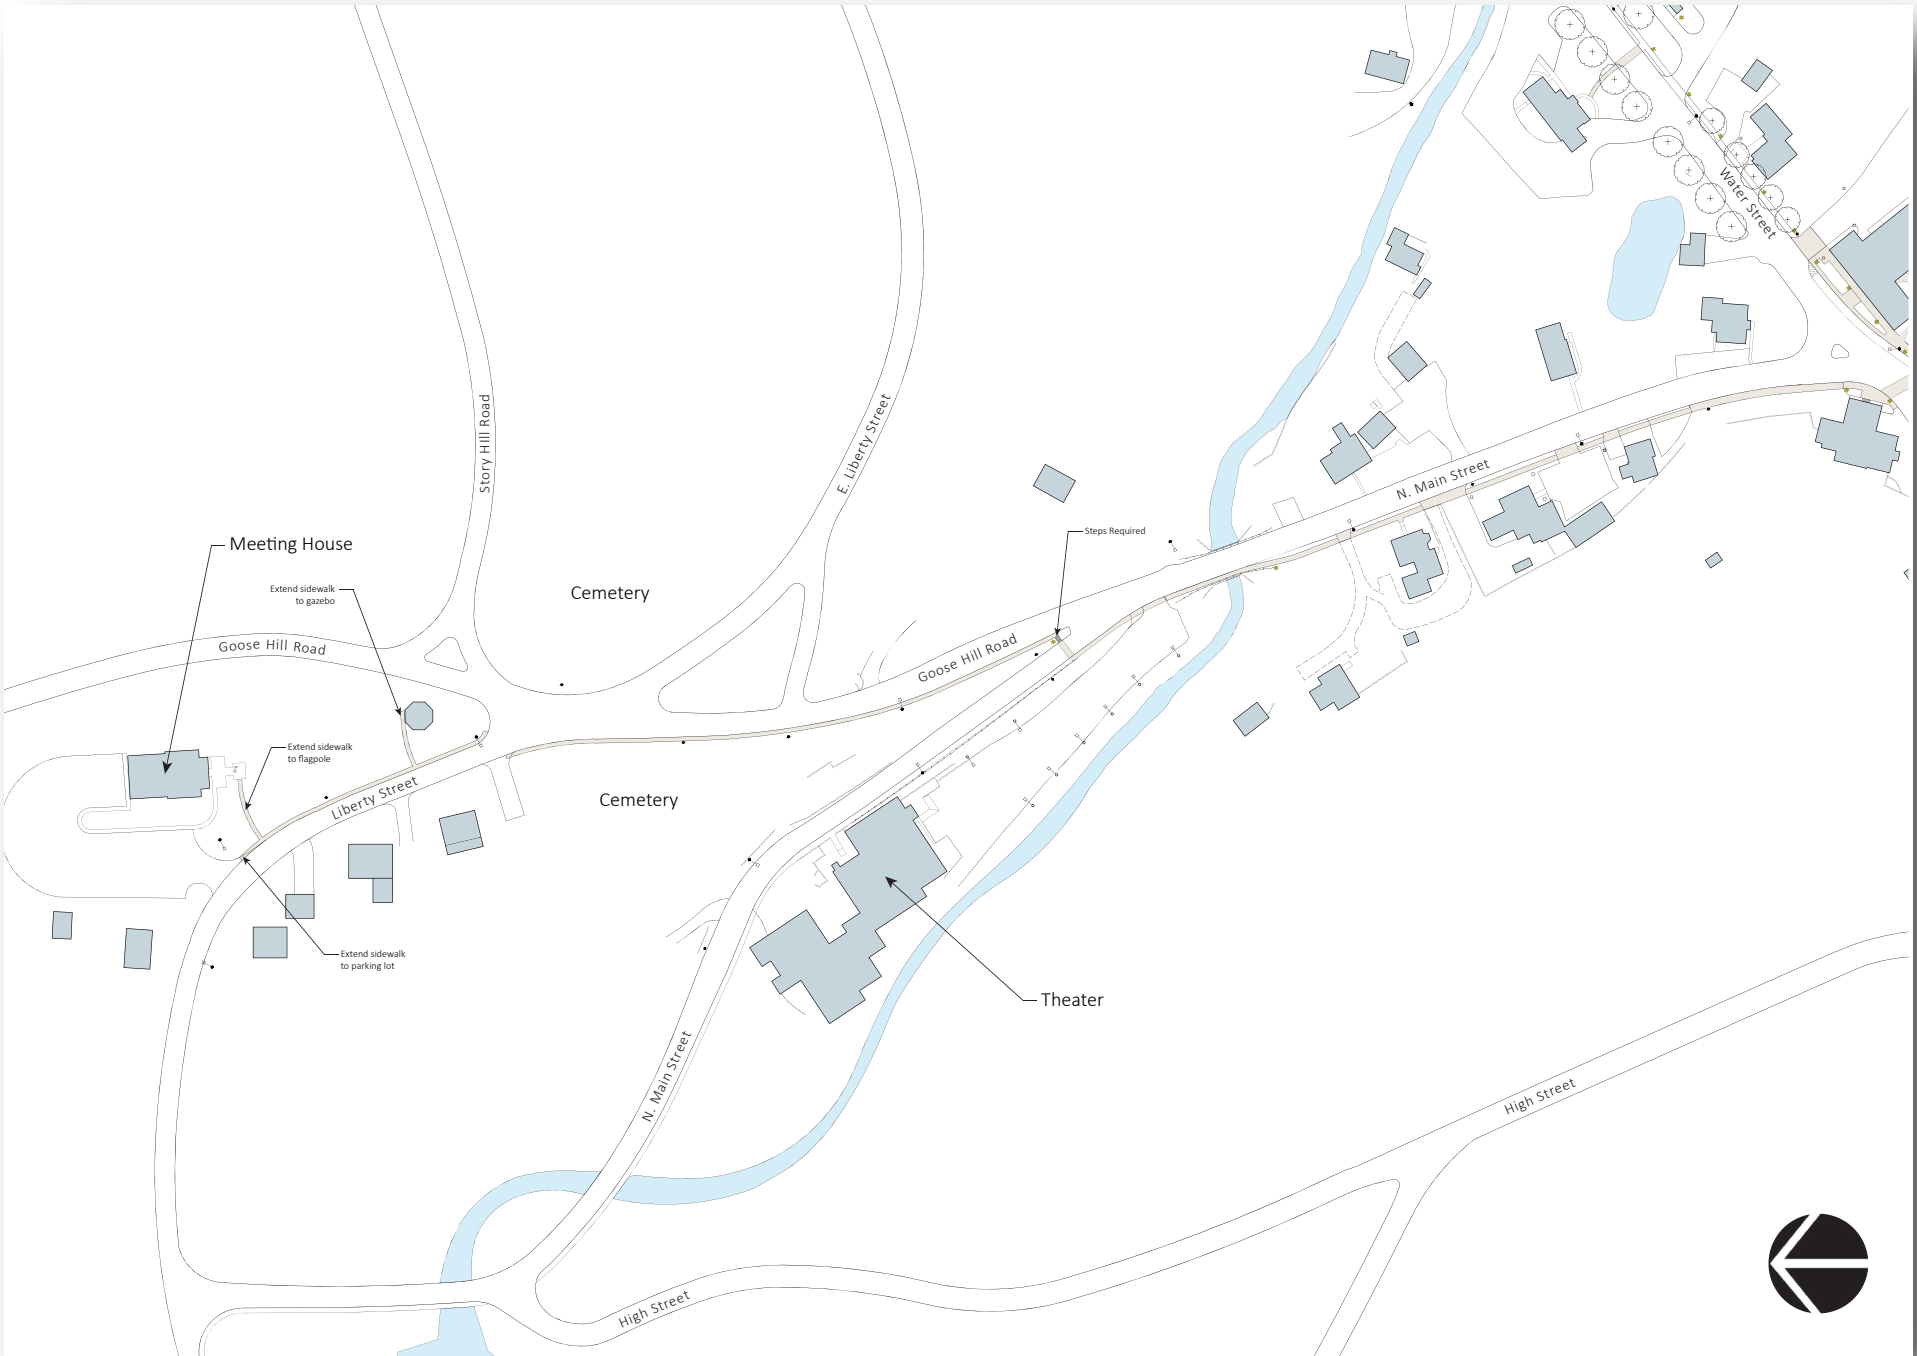 Water Street
Story Hill Road
E. Liberty Street
N. Main Street
Steps Required
Meeting House
Extend sidewalk
to gazebo
Cemetery
Goose Hill Road
Goose Hill Road
Extend sidewalk
to flagpole
Liberty Street
Cemetery
Extend sidewalk
to parking lot
Theater
N. Main Street
High Street
High Street